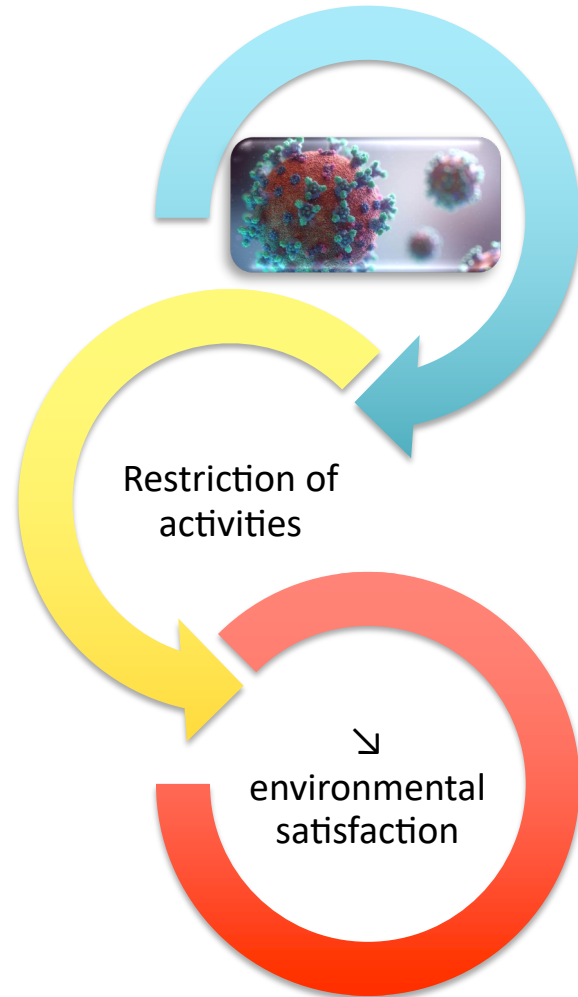 Restriction of
activities
↘
environmental
satisfaction